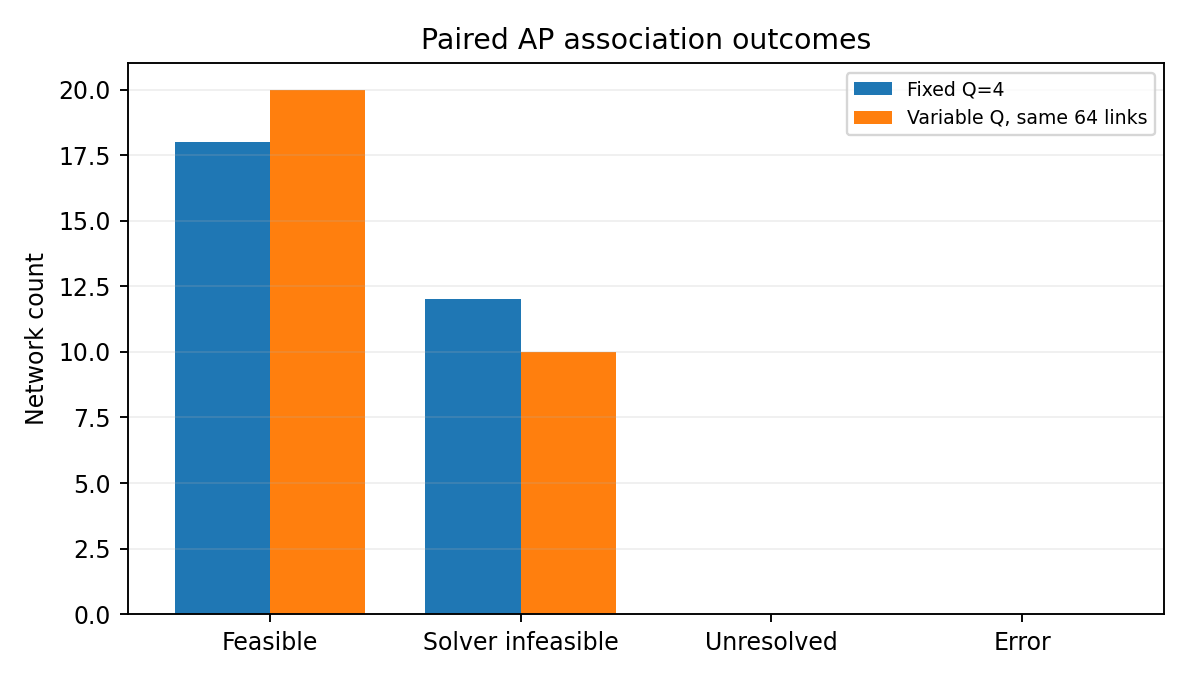 Paired AP association outcomes
Fixed Q=4
Variable Q, same 64 links
Network count
20.0
17.5
15.0
12.5
10.0
7.5
5.0
2.5
0.0
Feasible
Solver infeasible
Unresolved
Error